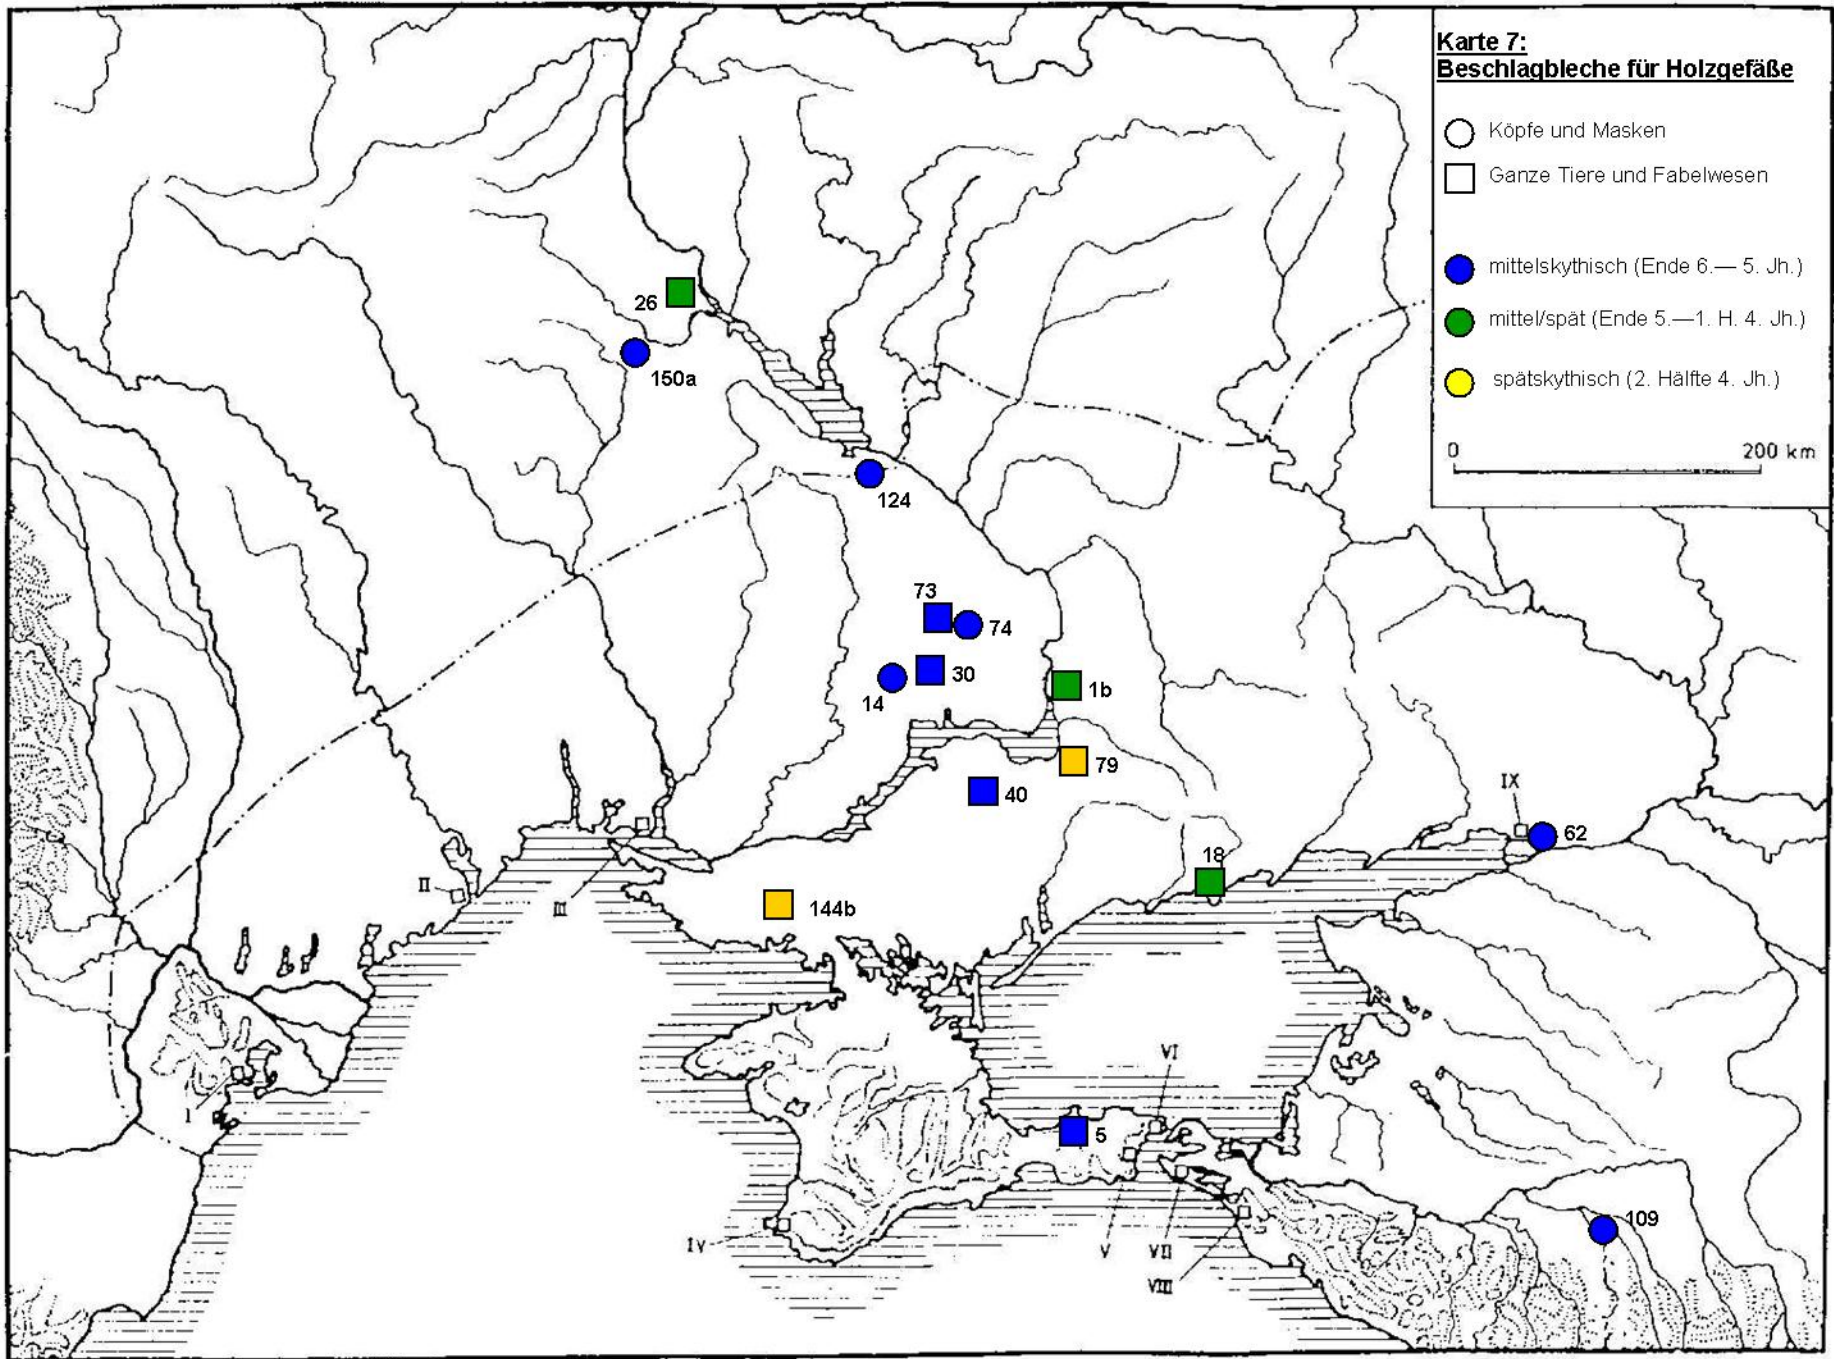 Karte 7:
Beschlagbleche für Holzgefäße
Köpfe und Masken
Ganze Tiere und Fabelwesen
mittelskythisch (Ende 6.— 5. Jh.)
mittel/spät (Ende 5.—1. H. 4. Jh.)
spätskythisch (2. Hälfte 4. Jh.)
0 200 km
26
150a
124
73
74
30
14
1b
79
40
IX
62
18
II
III
144b
VI
I
5
109
IV
V
VII
VIII